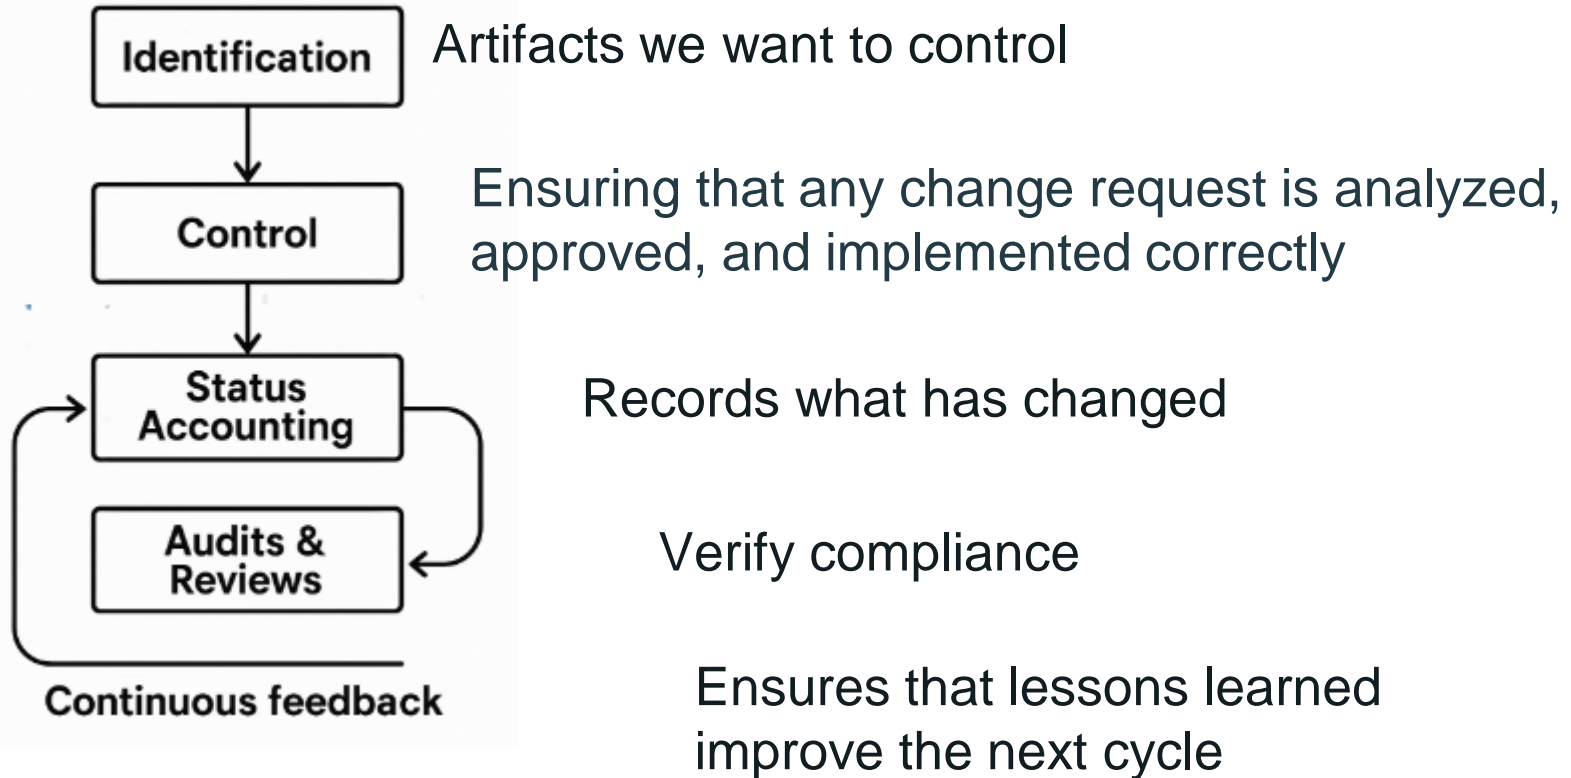 Identification
Artifacts we want to control
Control
Ensuring that any change request is analyzed,
approved, and implemented correctly
Status
Accounting
Records what has changed
Audits &
Reviews
Verify compliance
Continuous feedback
Ensures that lessons learned
improve the next cycle